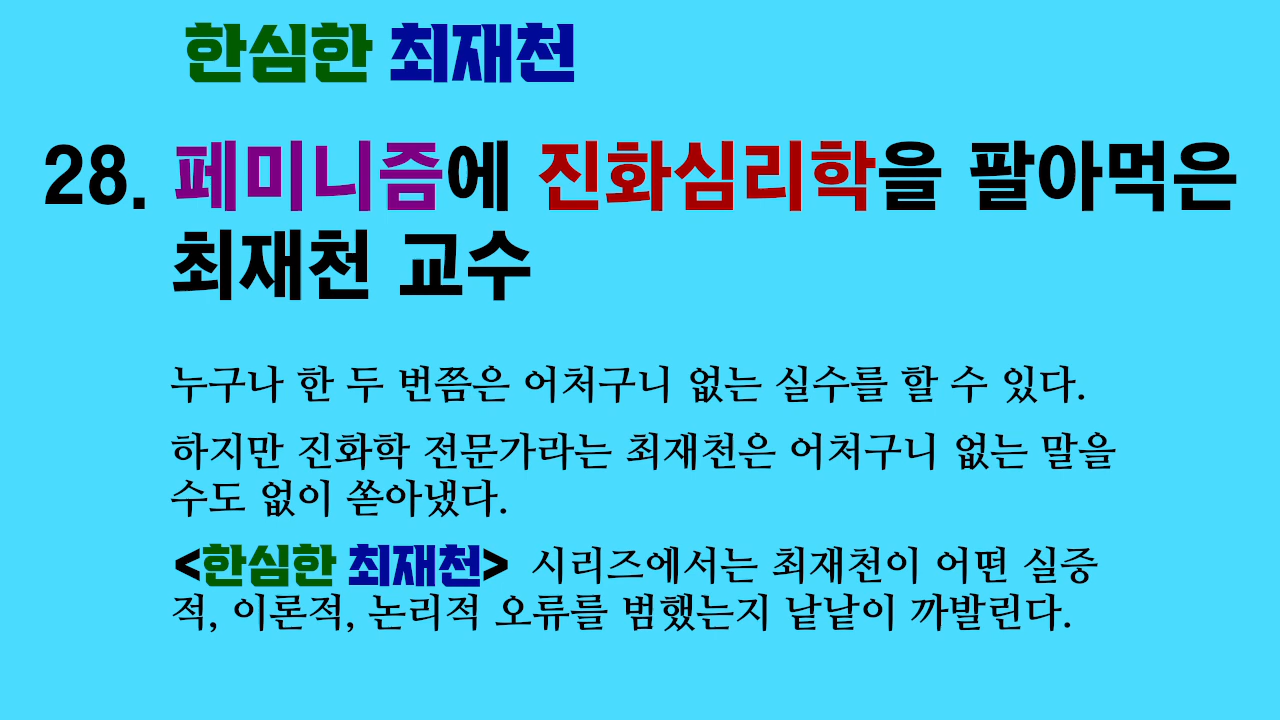 한심한 최재천
28. 페미니즘에 진화심리학을 팔아먹은
최재천 교수
누구나 한 두 번쯤은 어처구니 없는 실수를 할 수 있다.
하지만 진화학 전문가라는 최재천은 어처구니 없는 말을
수도 없이 쏟아냈다.
<한심한 최재천> 시리즈에서는 최재천이 어떤 실증
적, 이론적, 논리적 오류를 범했는지 낱낱이 까발린다.